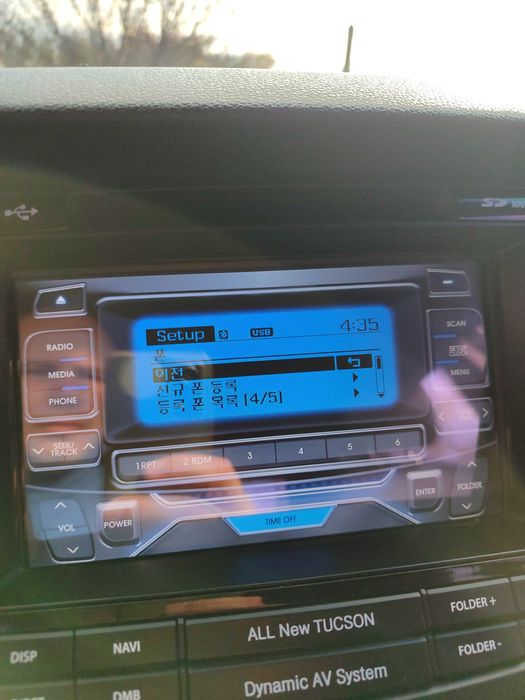 SD MA
RADIO
MEDIA
PHONE
SEEK/
TRACK
VOL
POWER
Setup USB 4:35
폰
이전
신규 폰 등록
등록 폰 목록 [4/5]
1 RPT 2 RDM 3 4 5 6
TIME OFF
SCAN
SETUP
CLOCK
MENU
ENTER
FOLDER
DISP NAVI ALL New TUCSON FOLDER+
DMB Dynamic AV System FOLDER-